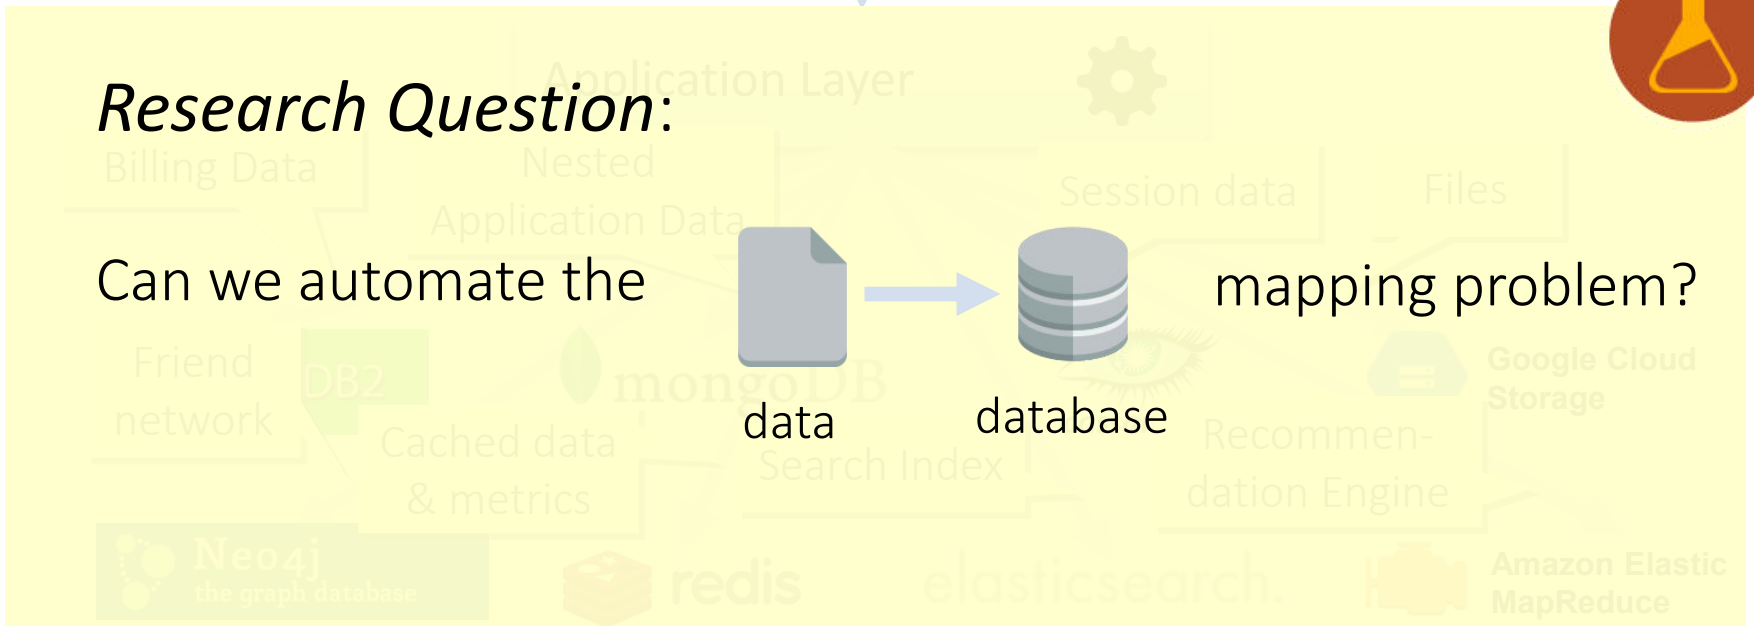 Application Layer
Research Question:
Billing Data
Nested
Application Data
Session data
Files
Can we automate the
mapping problem?
Friend
network
DB2
mongoDB
Google Cloud
Storage
data
database
Cached data
& metrics
Search Index
Recommen-
dation Engine
Neo4j
the graph database
redis
elasticsearch.
Amazon Elastic
MapReduce